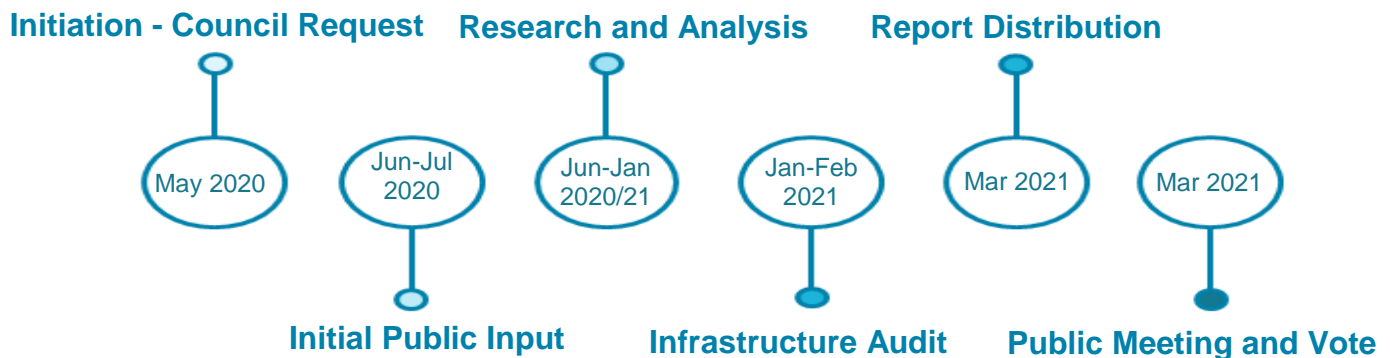 Initiation - Council Request
Research and Analysis
Report Distribution
May 2020
Jun-Jul
2020
Jun-Jan
2020/21
Jan-Feb
2021
Mar 2021
Mar 2021
Initial Public Input
Infrastructure Audit
Public Meeting and Vote